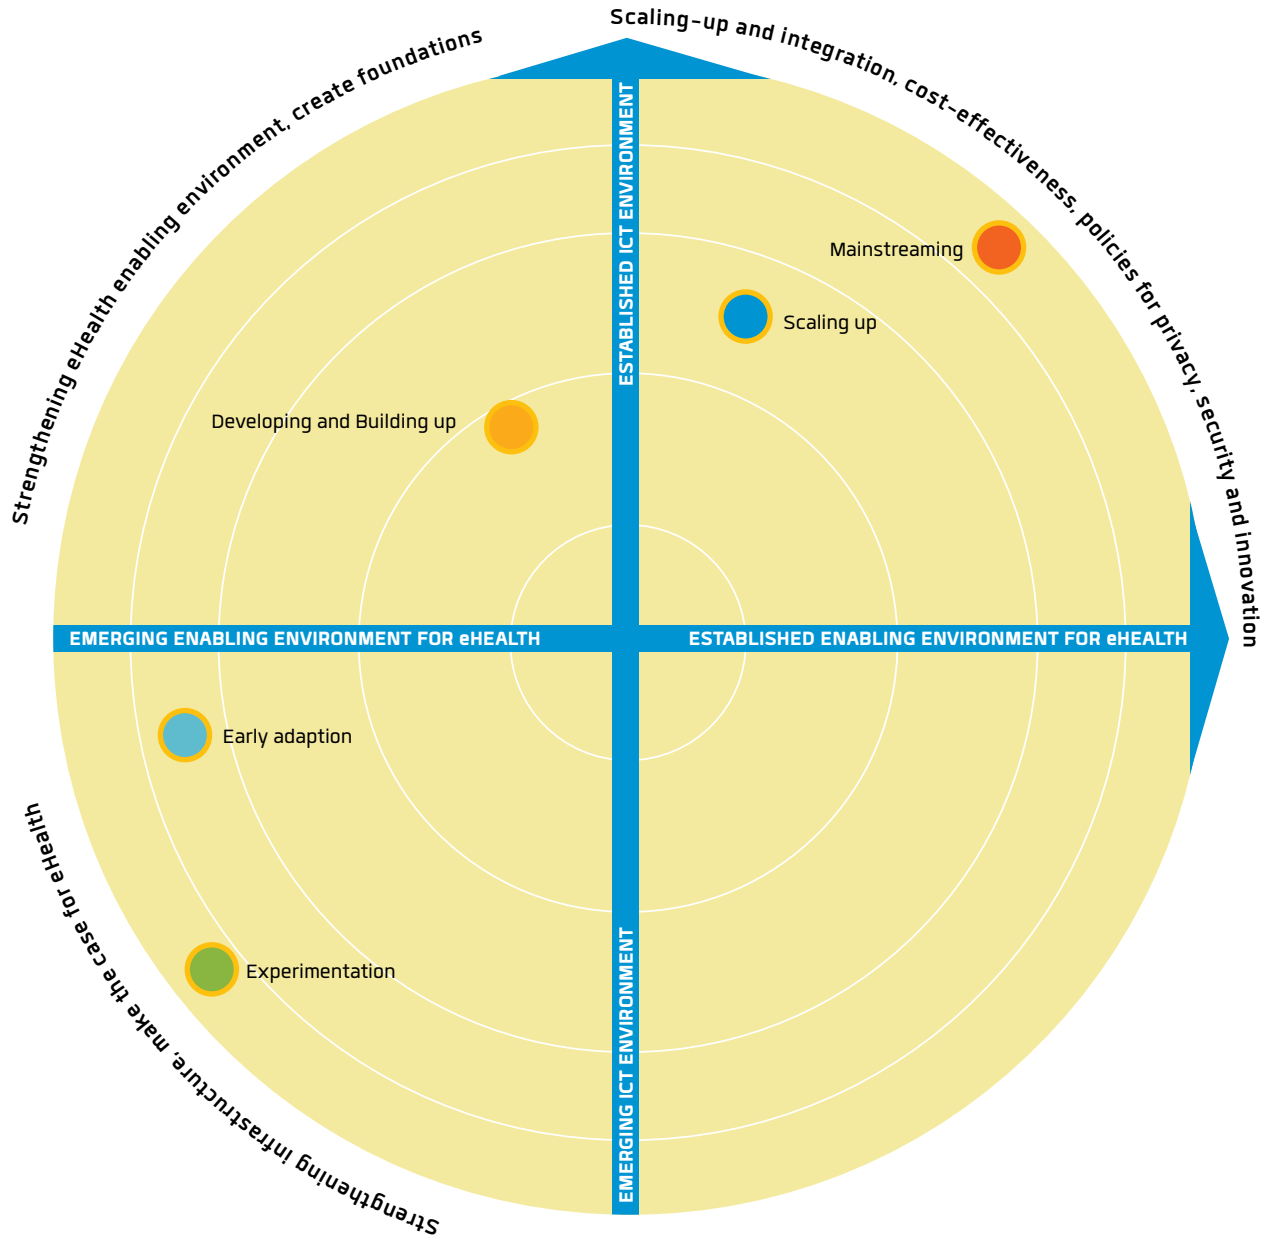 Scaling-up and integration, cost-effectiveness, policies for privacy, security and innovation
Strengthening eHealth enabling environment, create foundations
ESTABLISHED ICT ENVIRONMENT
Mainstreaming
Scaling up
Developing and Building up
EMERGING ENABLING ENVIRONMENT FOR eHEALTH
ESTABLISHED ENABLING ENVIRONMENT FOR eHEALTH
Early adaption
Experimentation
EMERGING ICT ENVIRONMENT
Strengthening infrastructure, make the case for eHealth